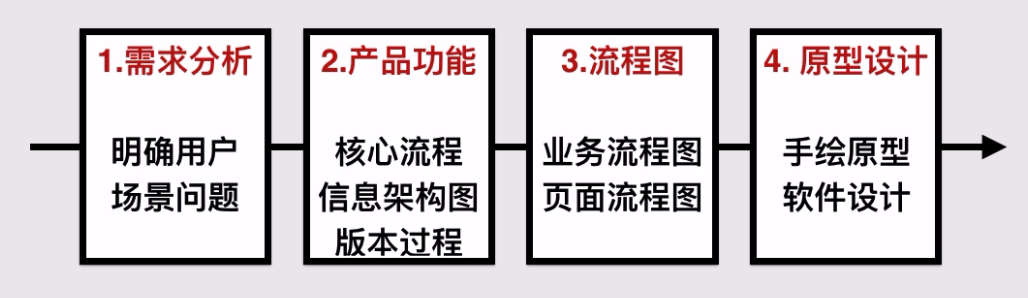 1.需求分析
明确用户
场景问题
2.产品功能
核心流程
信息架构图
版本过程
3.流程图
业务流程图
页面流程图
4. 原型设计
手绘原型
软件设计